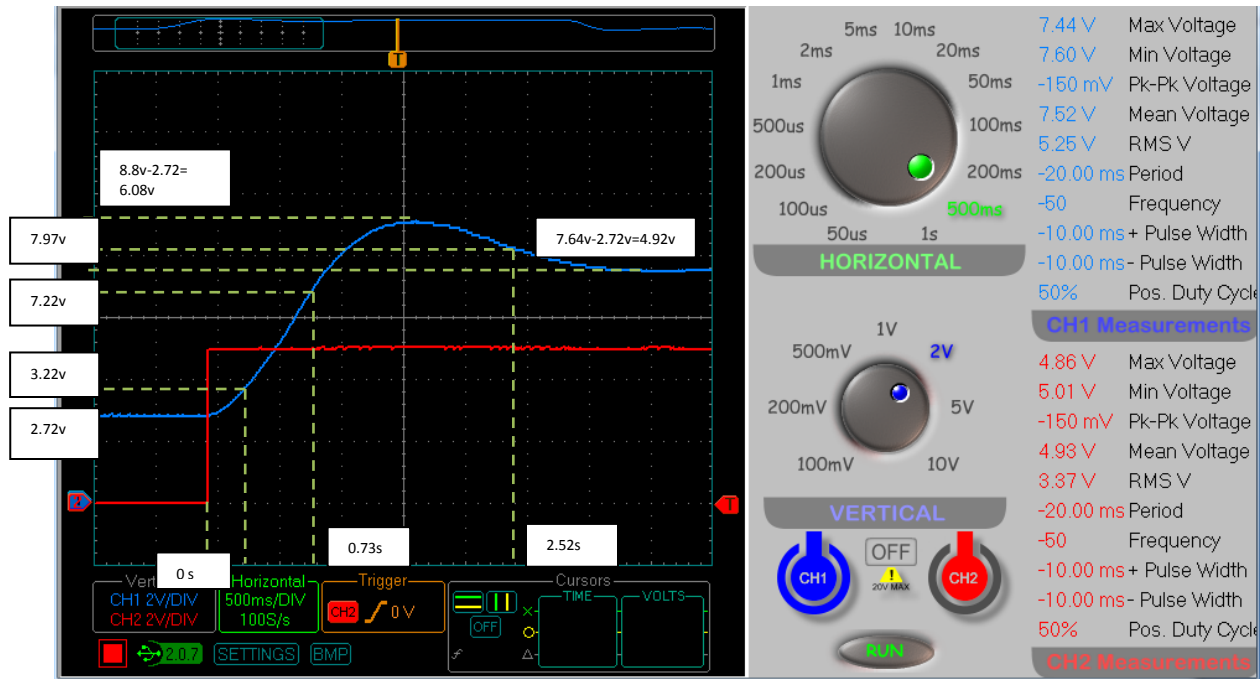 T
8.8v-2.72=
6.08v
7.97v
7.64v-2.72v=4.92v
7.22v
3.22v
2.72v
T
0.73s
2.52s
0 s
Vert
Horizontal
Trigger
Cursors
CH1 2V/DIV
CH2 2V/DIV
500ms/DIV
100S/s
CH2
0 V
TIME
VOLTS
OFF
X
O
Δ
2.0.7
SETTINGS
BMP
5ms 10ms
2ms 20ms
1ms 50ms
500us 100ms
200us 200ms
100us 500ms
50us 1s
HORIZONTAL
1V
500mV 2V
200mV 5V
100mV 10V
VERTICAL
CH1
OFF
!
20V MAX
CH2
RUN
7.44 V Max Voltage
7.60 V Min Voltage
-150 mV Pk-Pk Voltage
7.52 V Mean Voltage
5.25 V RMS V
-20.00 ms Period
-50 Frequency
-10.00 ms + Pulse Width
-10.00 ms - Pulse Width
50% Pos. Duty Cycle
CH1 Measurements
4.86 V Max Voltage
5.01 V Min Voltage
-150 mV Pk-Pk Voltage
4.93 V Mean Voltage
3.37 V RMS V
-20.00 ms Period
-50 Frequency
-10.00 ms + Pulse Width
-10.00 ms - Pulse Width
50% Pos. Duty Cycle
CH2 Measurements